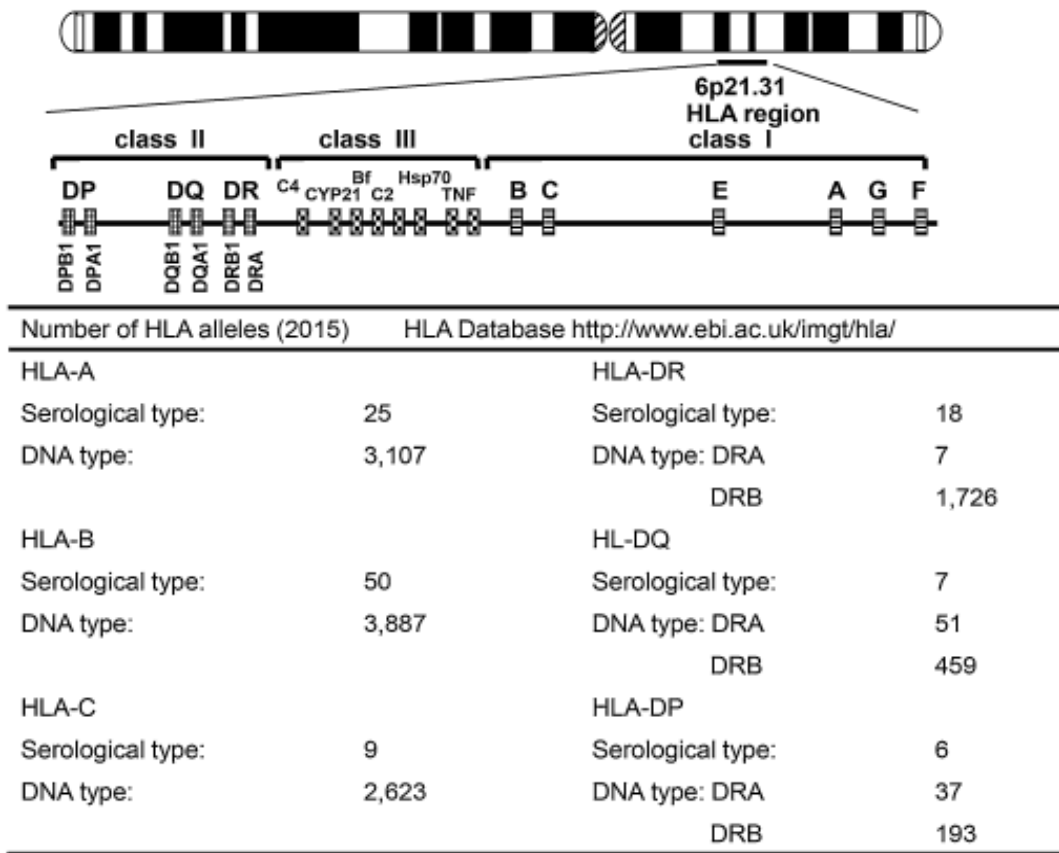 6p21.31
HLA region
class II class III class I
C4 CYP21 Bf C2 Hsp70 TNF
DP DQ DR B C E A G F
DPB1 DPA1 DQB1 DQA1 DRB1 DRA
Number of HLA alleles (2015) HLA Database http://www.ebi.ac.uk/imgt/hla/
HLA-A HLA-DR
Serological type: 25 Serological type: 18
DNA type: 3,107 DNA type: DRA 7
DRB 1,726
HLA-B HL-DQ
Serological type: 50 Serological type: 7
DNA type: 3,887 DNA type: DRA 51
DRB 459
HLA-C HLA-DP
Serological type: 9 Serological type: 6
DNA type: 2,623 DNA type: DRA 37
DRB 193